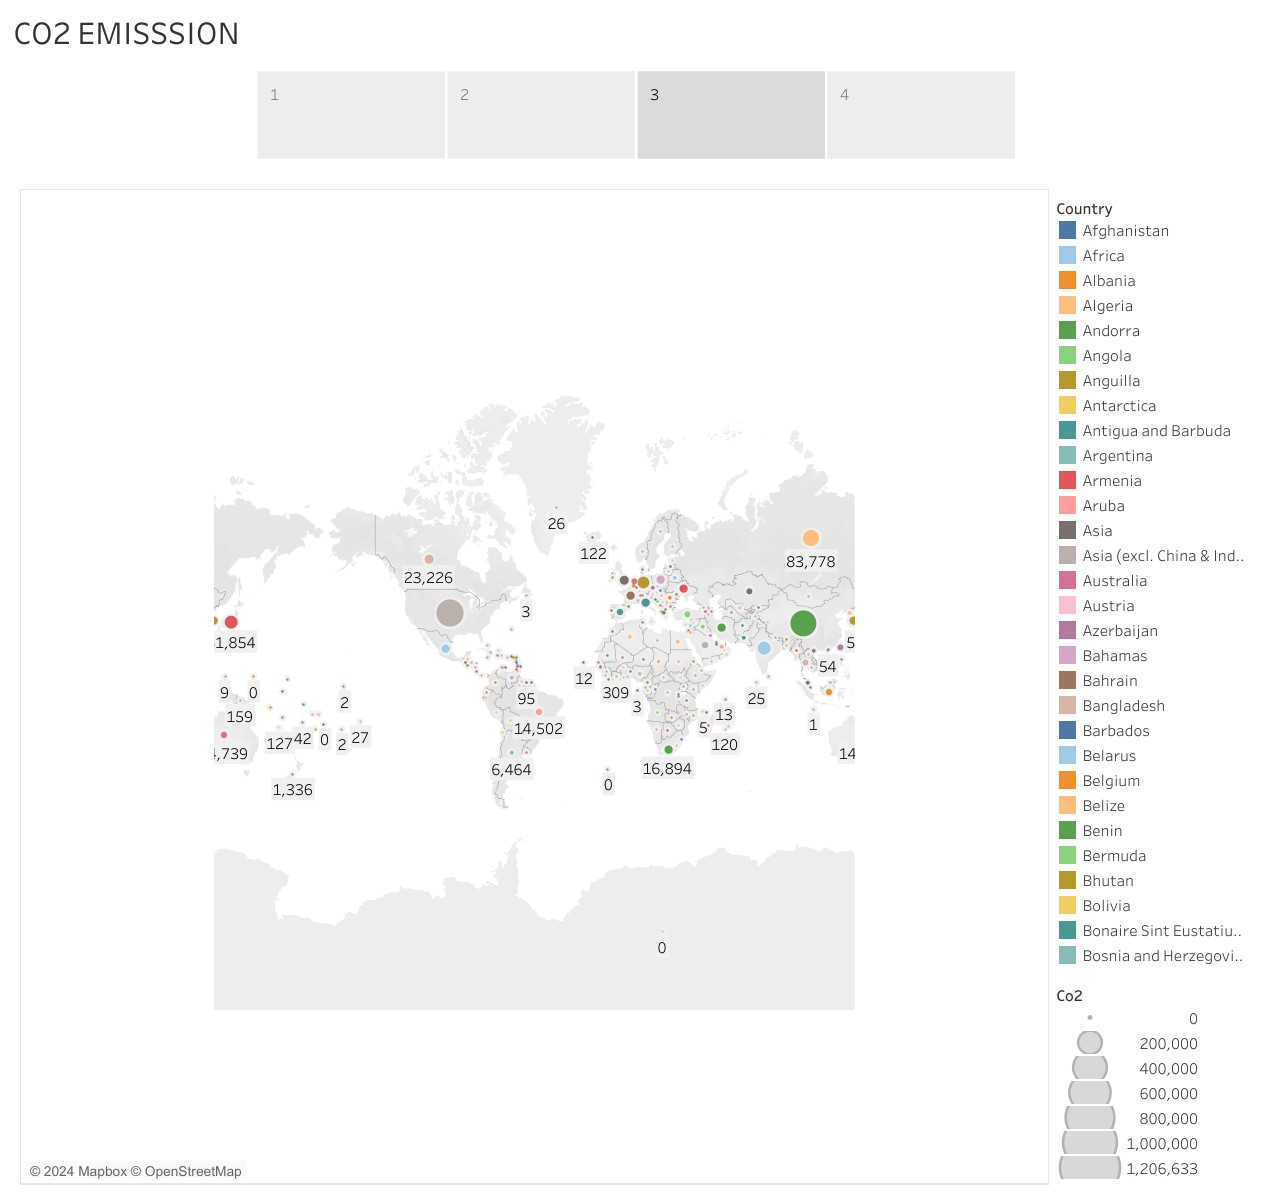 CO2 EMISSSION
1
2
3
4
26
122
83,778
23,226
3
1,854
5
54
9
0
12
309
95
25
159
2
3
14,502
13
5
1
127
42
0
2
27
120
,739
14
6,464
16,894
1,336
0
0
© 2024 Mapbox © OpenStreetMap
Country
Afghanistan
Africa
Albania
Algeria
Andorra
Angola
Anguilla
Antarctica
Antigua and Barbuda
Argentina
Armenia
Aruba
Asia
Asia (excl. China & Ind..
Australia
Austria
Azerbaijan
Bahamas
Bahrain
Bangladesh
Barbados
Belarus
Belgium
Belize
Benin
Bermuda
Bhutan
Bolivia
Bonaire Sint Eustatiu..
Bosnia and Herzegovi..
Co2
0
200,000
400,000
600,000
800,000
1,000,000
1,206,633